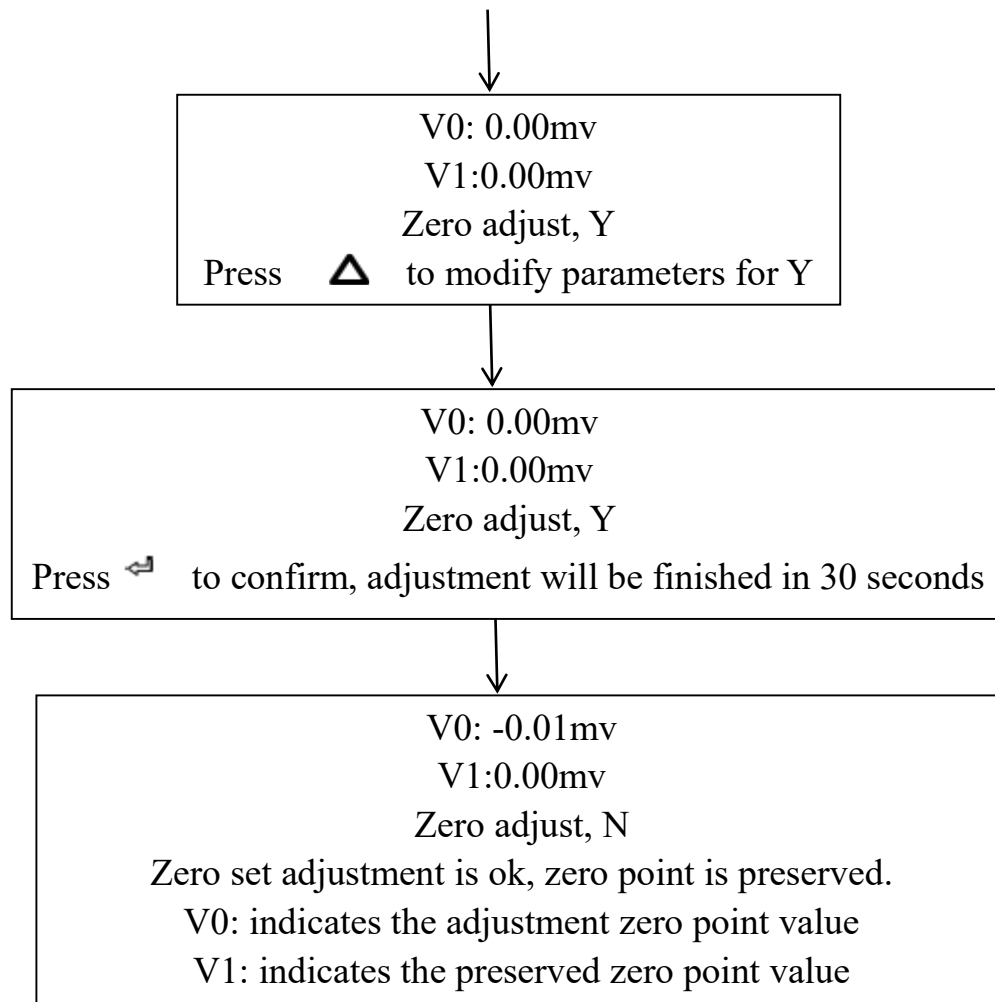 V0: 0.00mv
V1:0.00mv
Zero adjust, Y
Press to modify parameters for Y
V0: 0.00mv
V1:0.00mv
Zero adjust, Y
Press to confirm, adjustment will be finished in 30 seconds
V0: -0.01mv
V1:0.00mv
Zero adjust, N
Zero set adjustment is ok, zero point is preserved.
V0: indicates the adjustment zero point value
V1: indicates the preserved zero point value